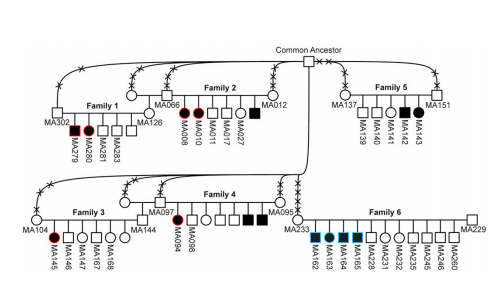 Common Ancestor
Family 2
Family 5
MA066
MA012
MA137
MA151
Family 1
MA302
MA126
MA008
MA010
MA011
MA017
MA027
MA139
MA140
MA141
MA142
MA143
MA279
MA280
MA281
MA283
Family 4
MA097
MA095
Family 3
Family 6
MA104
MA144
MA233
MA229
MA094
MA098
MA145
MA146
MA147
MA167
MA168
MA162
MA163
MA164
MA165
MA228
MA231
MA232
MA235
MA245
MA246
MA260